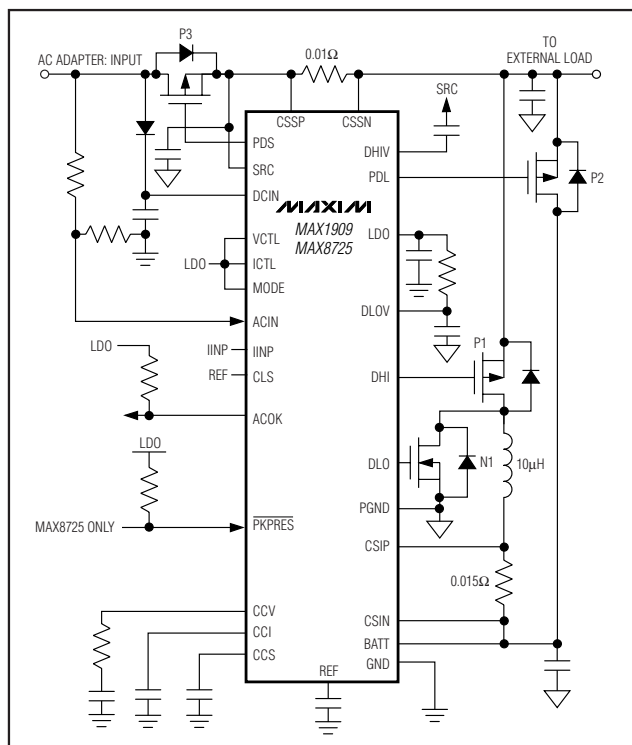 P3
TO
AC ADAPTER: INPUT
0.01Ω
EXTERNAL LOAD
SRC
CSSP
CSSN
PDS
DHIV
SRC
PDL
P2
DCIN
MAXIM
MAX1909
MAX8725
VCTL
LDO
LDO
ICTL
MODE
DLOV
ACIN
P1
LDO
IINP
IINP
DHI
REF
CLS
ACOK
LDO
DLO
N1
10μH
PGND
MAX8725 ONLY
PKPRES
CSIP
0.015Ω
CCV
CSIN
CCI
BATT
CCS
GND
REF